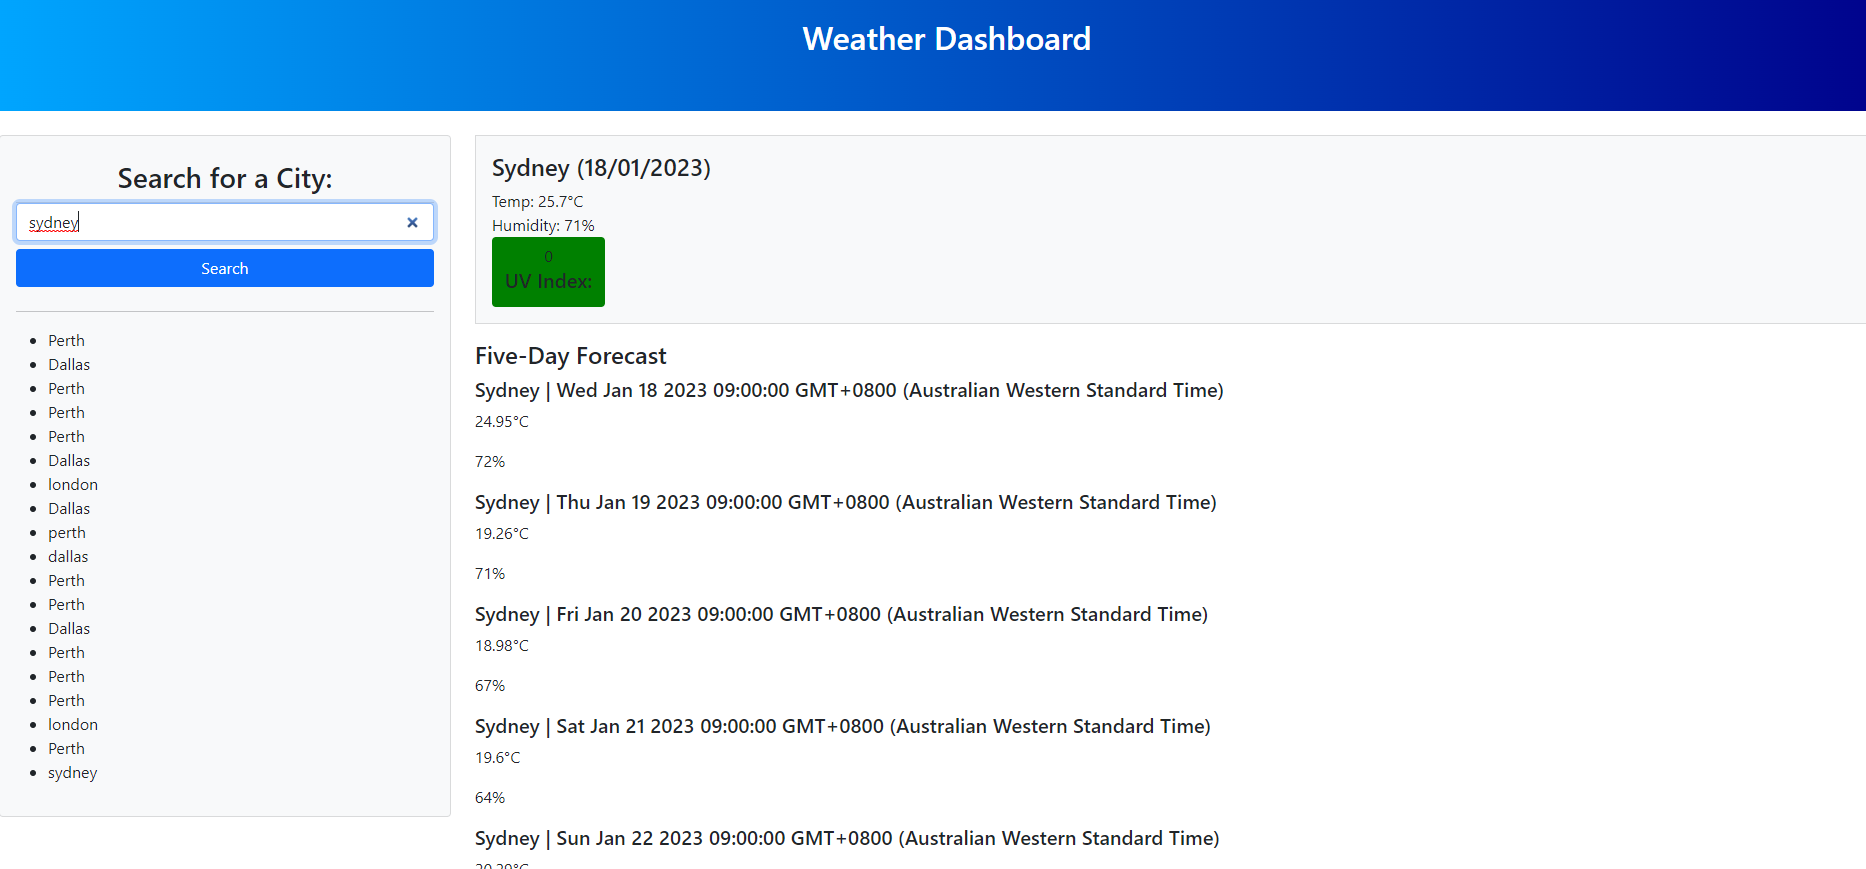 Weather Dashboard
Search for a City:
sydney
Search
Perth
Dallas
Perth
Perth
Perth
Dallas
london
Dallas
perth
dallas
Perth
Perth
Dallas
Perth
Perth
Perth
london
Perth
sydney
Sydney (18/01/2023)
Temp: 25.7°C
Humidity: 71%
0
UV Index:
Five-Day Forecast
Sydney | Wed Jan 18 2023 09:00:00 GMT+0800 (Australian Western Standard Time)
24.95°C
72%
Sydney | Thu Jan 19 2023 09:00:00 GMT+0800 (Australian Western Standard Time)
19.26°C
71%
Sydney | Fri Jan 20 2023 09:00:00 GMT+0800 (Australian Western Standard Time)
18.98°C
67%
Sydney | Sat Jan 21 2023 09:00:00 GMT+0800 (Australian Western Standard Time)
19.6°C
64%
Sydney | Sun Jan 22 2023 09:00:00 GMT+0800 (Australian Western Standard Time)